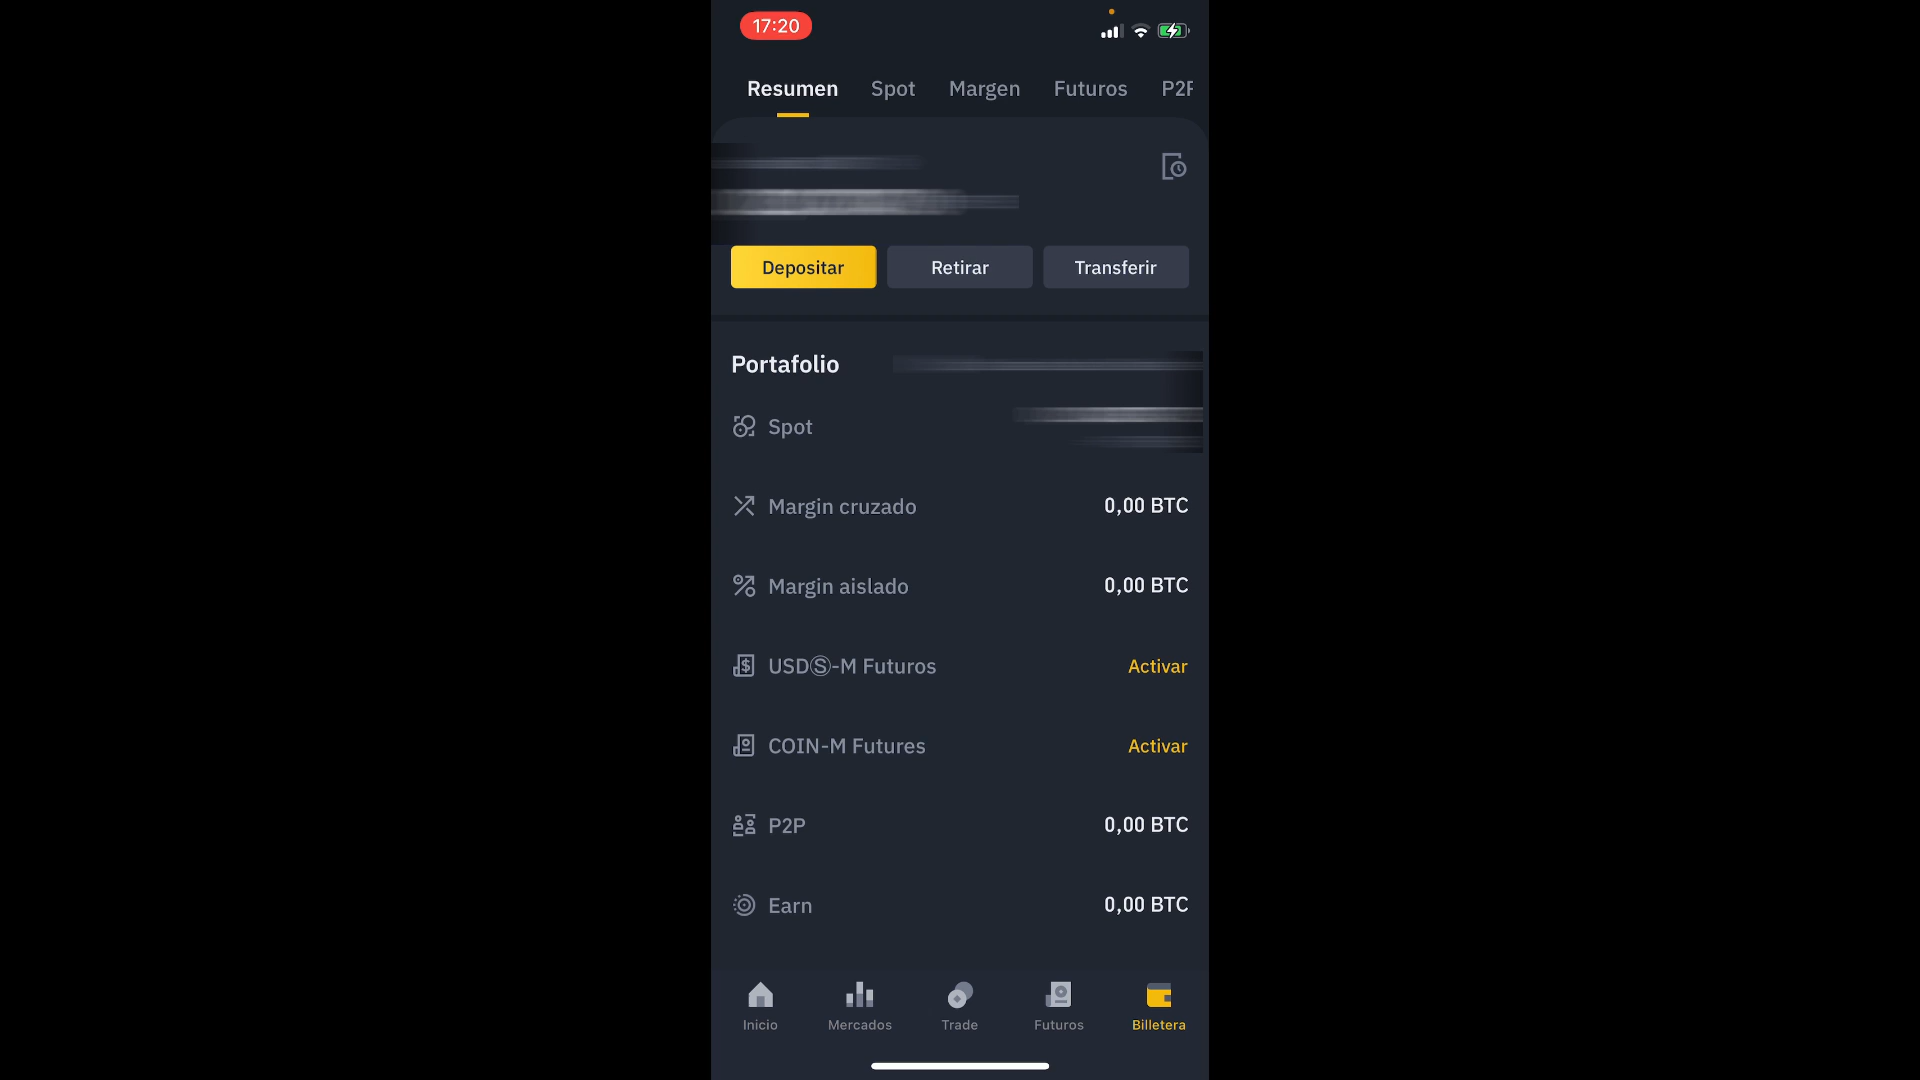 17:20
Resumen Spot Margen Futuros P2P
Depositar Retirar Transferir
Portafolio
Spot
Margin cruzado 0,00 BTC
Margin aislado 0,00 BTC
USDⓈ-M Futuros Activar
COIN-M Futures Activar
P2P 0,00 BTC
Earn 0,00 BTC
Inicio Mercados Trade Futuros Billetera